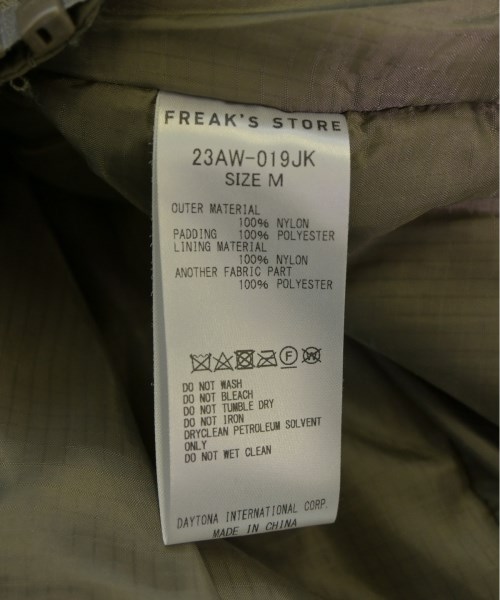 FREAK'S STORE
23AW-019JK
SIZE M
OUTER MATERIAL
100% NYLON
PADDING 100% POLYESTER
LINING MATERIAL
100% NYLON
ANOTHER FABRIC PART
100% POLYESTER
F W
DO NOT WASH
DO NOT BLEACH
DO NOT TUMBLE DRY
DO NOT IRON
DRYCLEAN PETROLEUM SOLVENT
ONLY
DO NOT WET CLEAN
DAYTONA INTERNATIONAL CORP.
MADE IN CHINA